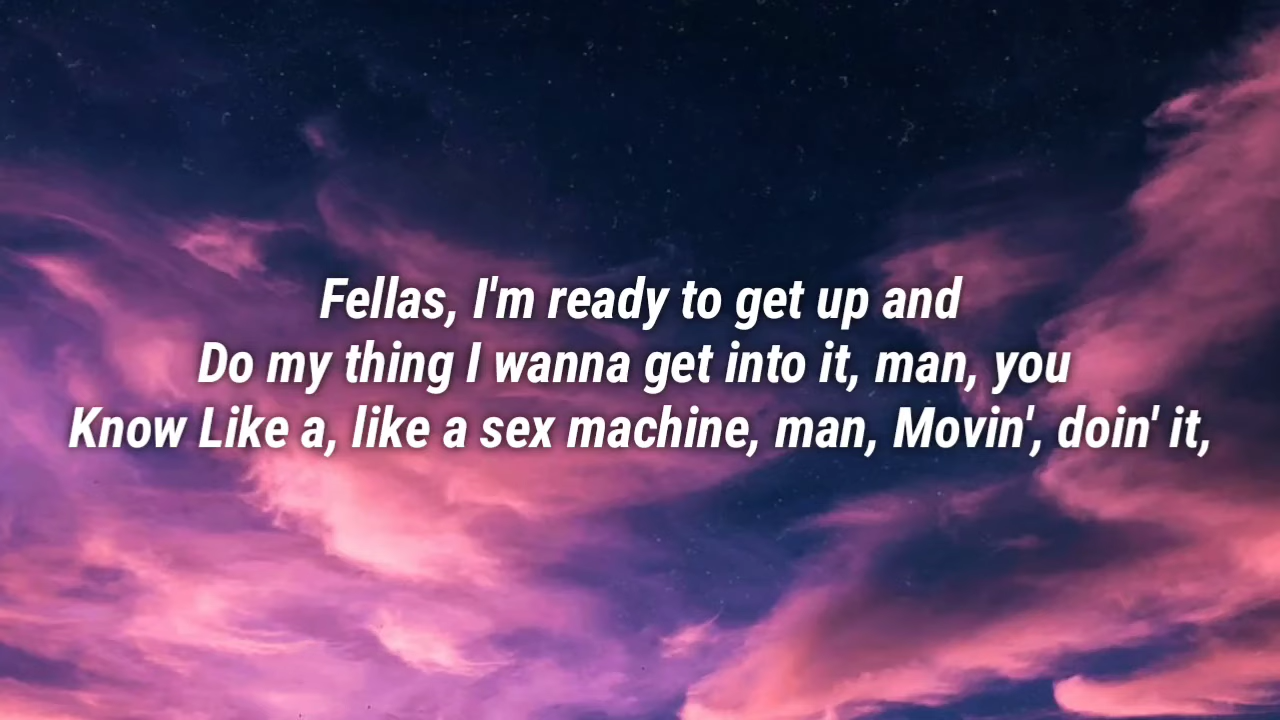 Fellas, I'm ready to get up and
Do my thing I wanna get into it, man, you
Know Like a, like a sex machine, man, Movin', doin' it,